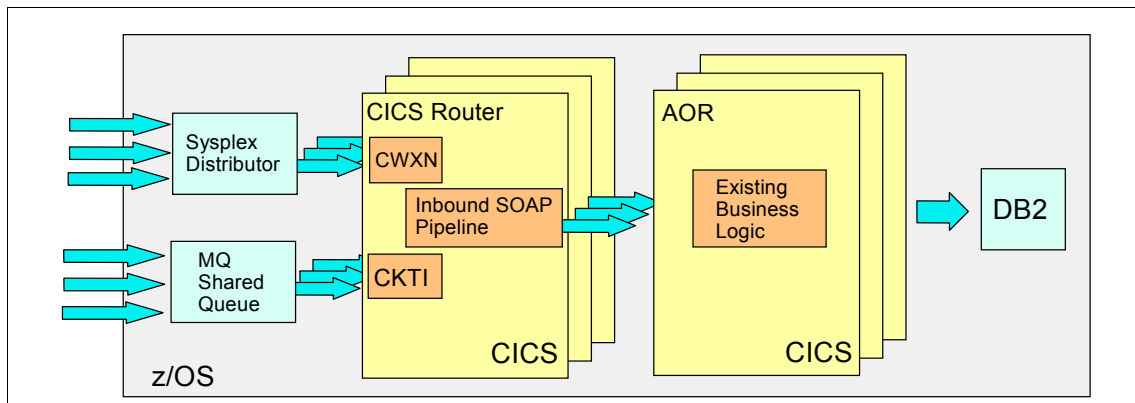 Sysplex
Distributor
MQ
Shared
Queue
CICS Router
CWXN
Inbound SOAP
Pipeline
CKTI
CICS
AOR
Existing
Business
Logic
CICS
DB2
z/OS